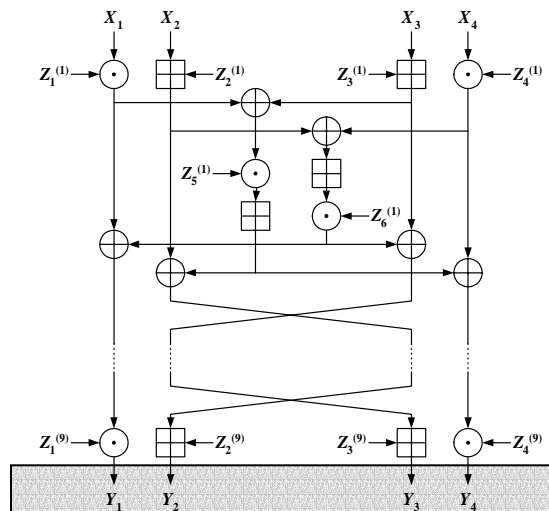 X1 X2 X3 X4
Z1(1) Z2(1) Z3(1) Z4(1)
Z5(1)
Z6(1)
Z1(9) Z2(9) Z3(9) Z4(9)
Y1 Y2 Y3 Y4